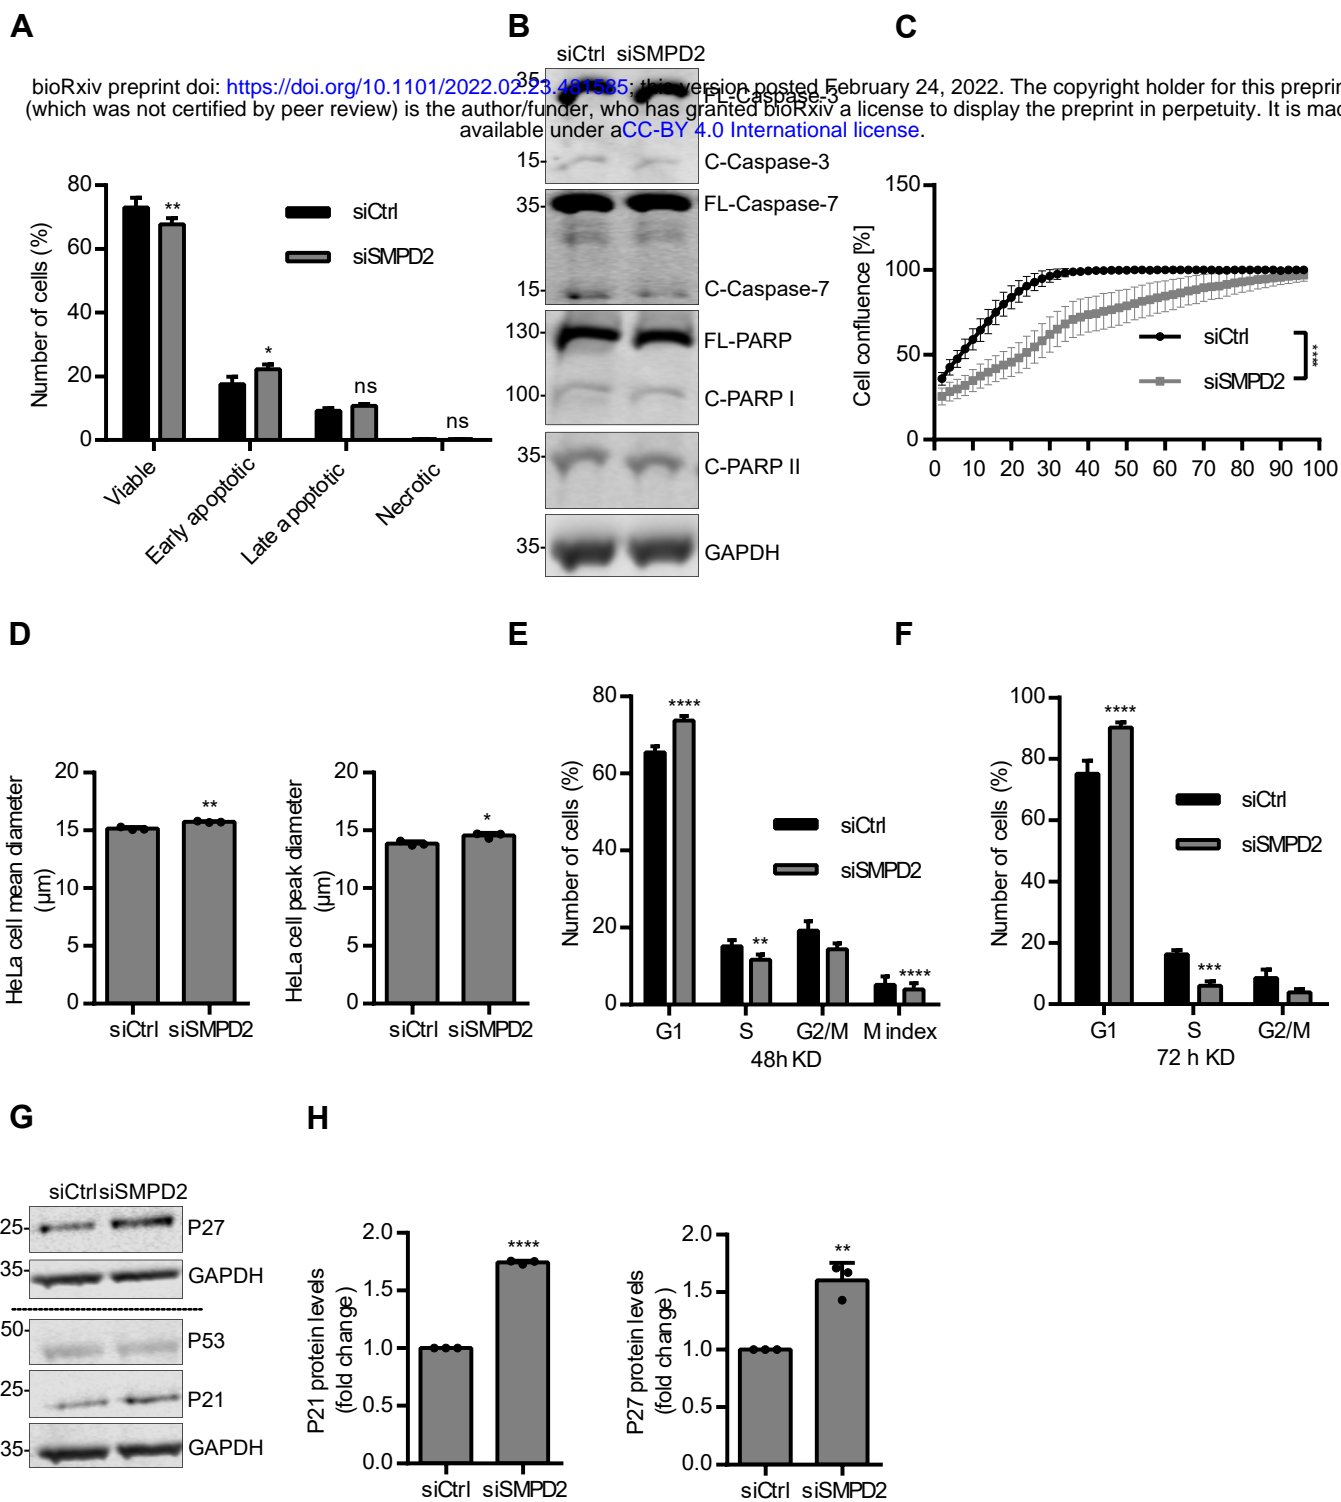 A
B
C
siCtrl siSMPD2
bioRxiv preprint doi: https://doi.org/10.1101/2022.02.23.481585; this version posted February 24, 2022. The copyright holder for this preprin
(which was not certified by peer review) is the author/funder, who has granted bioRxiv a license to display the preprint in perpetuity. It is mad
available under aCC-BY 4.0 International license.
35-
FL-Caspase-3
15-
C-Caspase-3
35-
FL-Caspase-7
15-
C-Caspase-7
130-
FL-PARP
100-
C-PARP I
35-
C-PARP II
35-
GAPDH
Number of cells (%)
80
60
40
20
0
**
*
ns
ns
siCtrl
siSMPD2
Viable
Early apoptotic
Late apoptotic
Necrotic
Cell confluence [%]
150
100
50
0
siCtrl
siSMPD2
****
0 10 20 30 40 50 60 70 80 90 100
D
E
F
HeLa cell mean diameter
(µm)
20
15
10
5
0
**
siCtrl siSMPD2
HeLa cell peak diameter
(µm)
20
15
10
5
0
*
siCtrl siSMPD2
Number of cells (%)
80
60
40
20
0
****
**
****
siCtrl
siSMPD2
G1 S G2/M M index
48h KD
Number of cells (%)
100
80
60
40
20
0
****
***
siCtrl
siSMPD2
G1 S G2/M
72 h KD
G
H
siCtrl siSMPD2
25-
P27
35-
GAPDH
50-
P53
25-
P21
35-
GAPDH
P21 protein levels
(fold change)
2.0
1.5
1.0
0.5
0.0
****
siCtrl siSMPD2
P27 protein levels
(fold change)
2.0
1.5
1.0
0.5
0.0
**
siCtrl siSMPD2